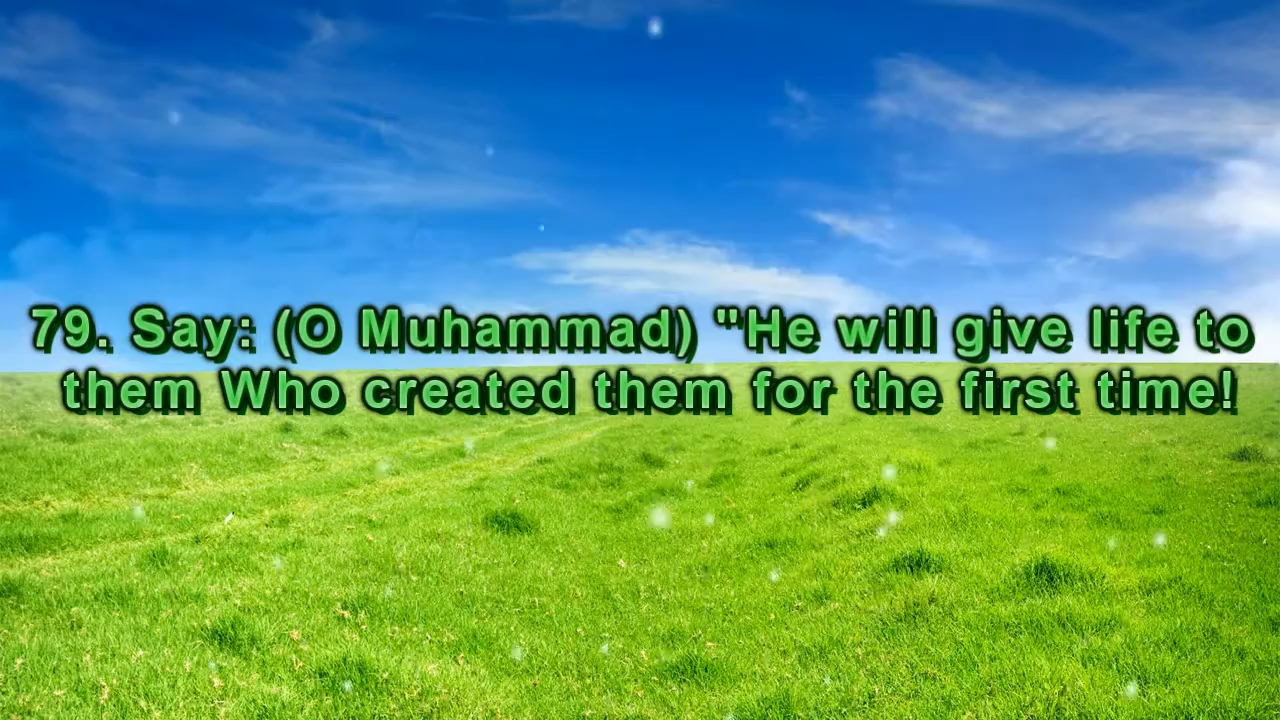 79. Say: (O Muhammad) "He will give life to
them Who created them for the first time!